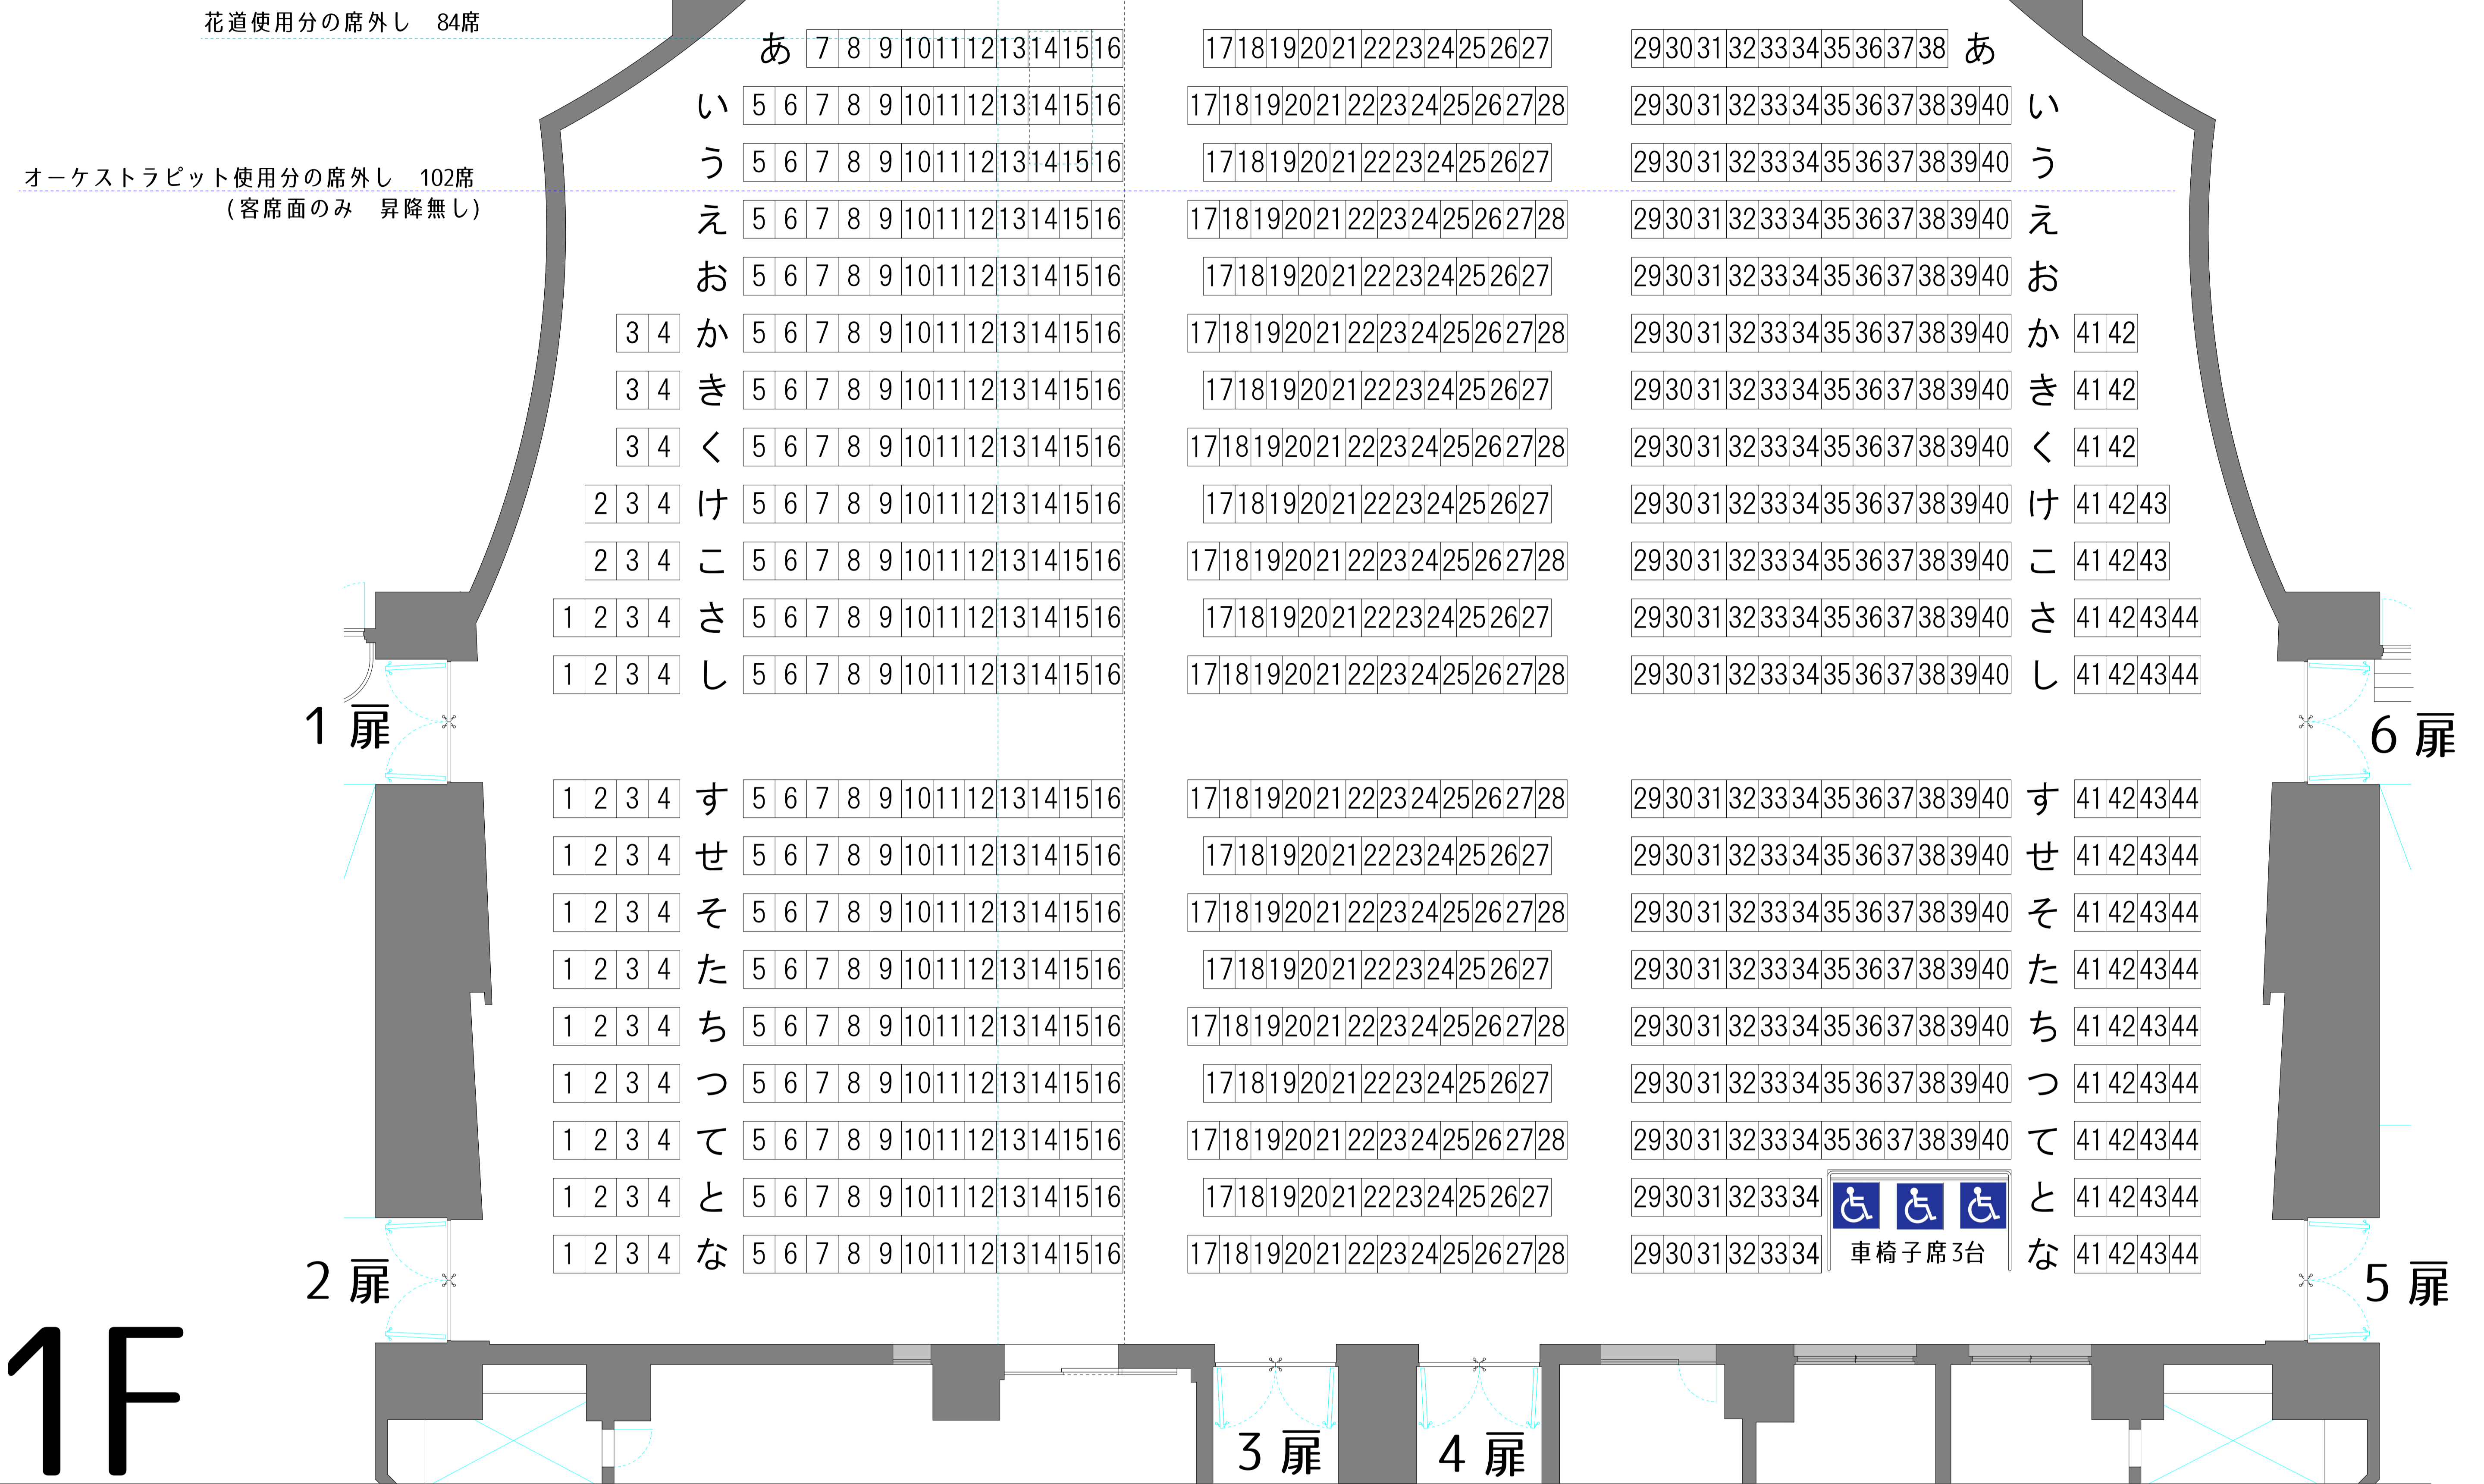 花道使用分の席外し　84席
あ 7 8 9 10 11 12 13 14 15 16 17 18 19 20 21 22 23 24 25 26 27 29 30 31 32 33 34 35 36 37 38 あ
い 5 6 7 8 9 10 11 12 13 14 15 16 17 18 19 20 21 22 23 24 25 26 27 28 29 30 31 32 33 34 35 36 37 38 39 40 い
う 5 6 7 8 9 10 11 12 13 14 15 16 17 18 19 20 21 22 23 24 25 26 27 29 30 31 32 33 34 35 36 37 38 39 40 う
オーケストラピット使用分の席外し　102席
(客席面のみ　昇降無し)
え 5 6 7 8 9 10 11 12 13 14 15 16 17 18 19 20 21 22 23 24 25 26 27 28 29 30 31 32 33 34 35 36 37 38 39 40 え
お 5 6 7 8 9 10 11 12 13 14 15 16 17 18 19 20 21 22 23 24 25 26 27 29 30 31 32 33 34 35 36 37 38 39 40 お
3 4 か 5 6 7 8 9 10 11 12 13 14 15 16 17 18 19 20 21 22 23 24 25 26 27 28 29 30 31 32 33 34 35 36 37 38 39 40 か 41 42
3 4 き 5 6 7 8 9 10 11 12 13 14 15 16 17 18 19 20 21 22 23 24 25 26 27 29 30 31 32 33 34 35 36 37 38 39 40 き 41 42
3 4 く 5 6 7 8 9 10 11 12 13 14 15 16 17 18 19 20 21 22 23 24 25 26 27 28 29 30 31 32 33 34 35 36 37 38 39 40 く 41 42
2 3 4 け 5 6 7 8 9 10 11 12 13 14 15 16 17 18 19 20 21 22 23 24 25 26 27 29 30 31 32 33 34 35 36 37 38 39 40 け 41 42 43
2 3 4 こ 5 6 7 8 9 10 11 12 13 14 15 16 17 18 19 20 21 22 23 24 25 26 27 28 29 30 31 32 33 34 35 36 37 38 39 40 こ 41 42 43
1 2 3 4 さ 5 6 7 8 9 10 11 12 13 14 15 16 17 18 19 20 21 22 23 24 25 26 27 29 30 31 32 33 34 35 36 37 38 39 40 さ 41 42 43 44
1 2 3 4 し 5 6 7 8 9 10 11 12 13 14 15 16 17 18 19 20 21 22 23 24 25 26 27 28 29 30 31 32 33 34 35 36 37 38 39 40 し 41 42 43 44
1 扉
6 扉
1 2 3 4 す 5 6 7 8 9 10 11 12 13 14 15 16 17 18 19 20 21 22 23 24 25 26 27 28 29 30 31 32 33 34 35 36 37 38 39 40 す 41 42 43 44
1 2 3 4 せ 5 6 7 8 9 10 11 12 13 14 15 16 17 18 19 20 21 22 23 24 25 26 27 29 30 31 32 33 34 35 36 37 38 39 40 せ 41 42 43 44
1 2 3 4 そ 5 6 7 8 9 10 11 12 13 14 15 16 17 18 19 20 21 22 23 24 25 26 27 28 29 30 31 32 33 34 35 36 37 38 39 40 そ 41 42 43 44
1 2 3 4 た 5 6 7 8 9 10 11 12 13 14 15 16 17 18 19 20 21 22 23 24 25 26 27 29 30 31 32 33 34 35 36 37 38 39 40 た 41 42 43 44
1 2 3 4 ち 5 6 7 8 9 10 11 12 13 14 15 16 17 18 19 20 21 22 23 24 25 26 27 28 29 30 31 32 33 34 35 36 37 38 39 40 ち 41 42 43 44
1 2 3 4 つ 5 6 7 8 9 10 11 12 13 14 15 16 17 18 19 20 21 22 23 24 25 26 27 29 30 31 32 33 34 35 36 37 38 39 40 つ 41 42 43 44
1 2 3 4 て 5 6 7 8 9 10 11 12 13 14 15 16 17 18 19 20 21 22 23 24 25 26 27 28 29 30 31 32 33 34 35 36 37 38 39 40 て 41 42 43 44
1 2 3 4 と 5 6 7 8 9 10 11 12 13 14 15 16 17 18 19 20 21 22 23 24 25 26 27 29 30 31 32 33 34 と 41 42 43 44
1 2 3 4 な 5 6 7 8 9 10 11 12 13 14 15 16 17 18 19 20 21 22 23 24 25 26 27 28 29 30 31 32 33 34 車椅子席3台 な 41 42 43 44
2 扉
5 扉
1F
3 扉
4 扉